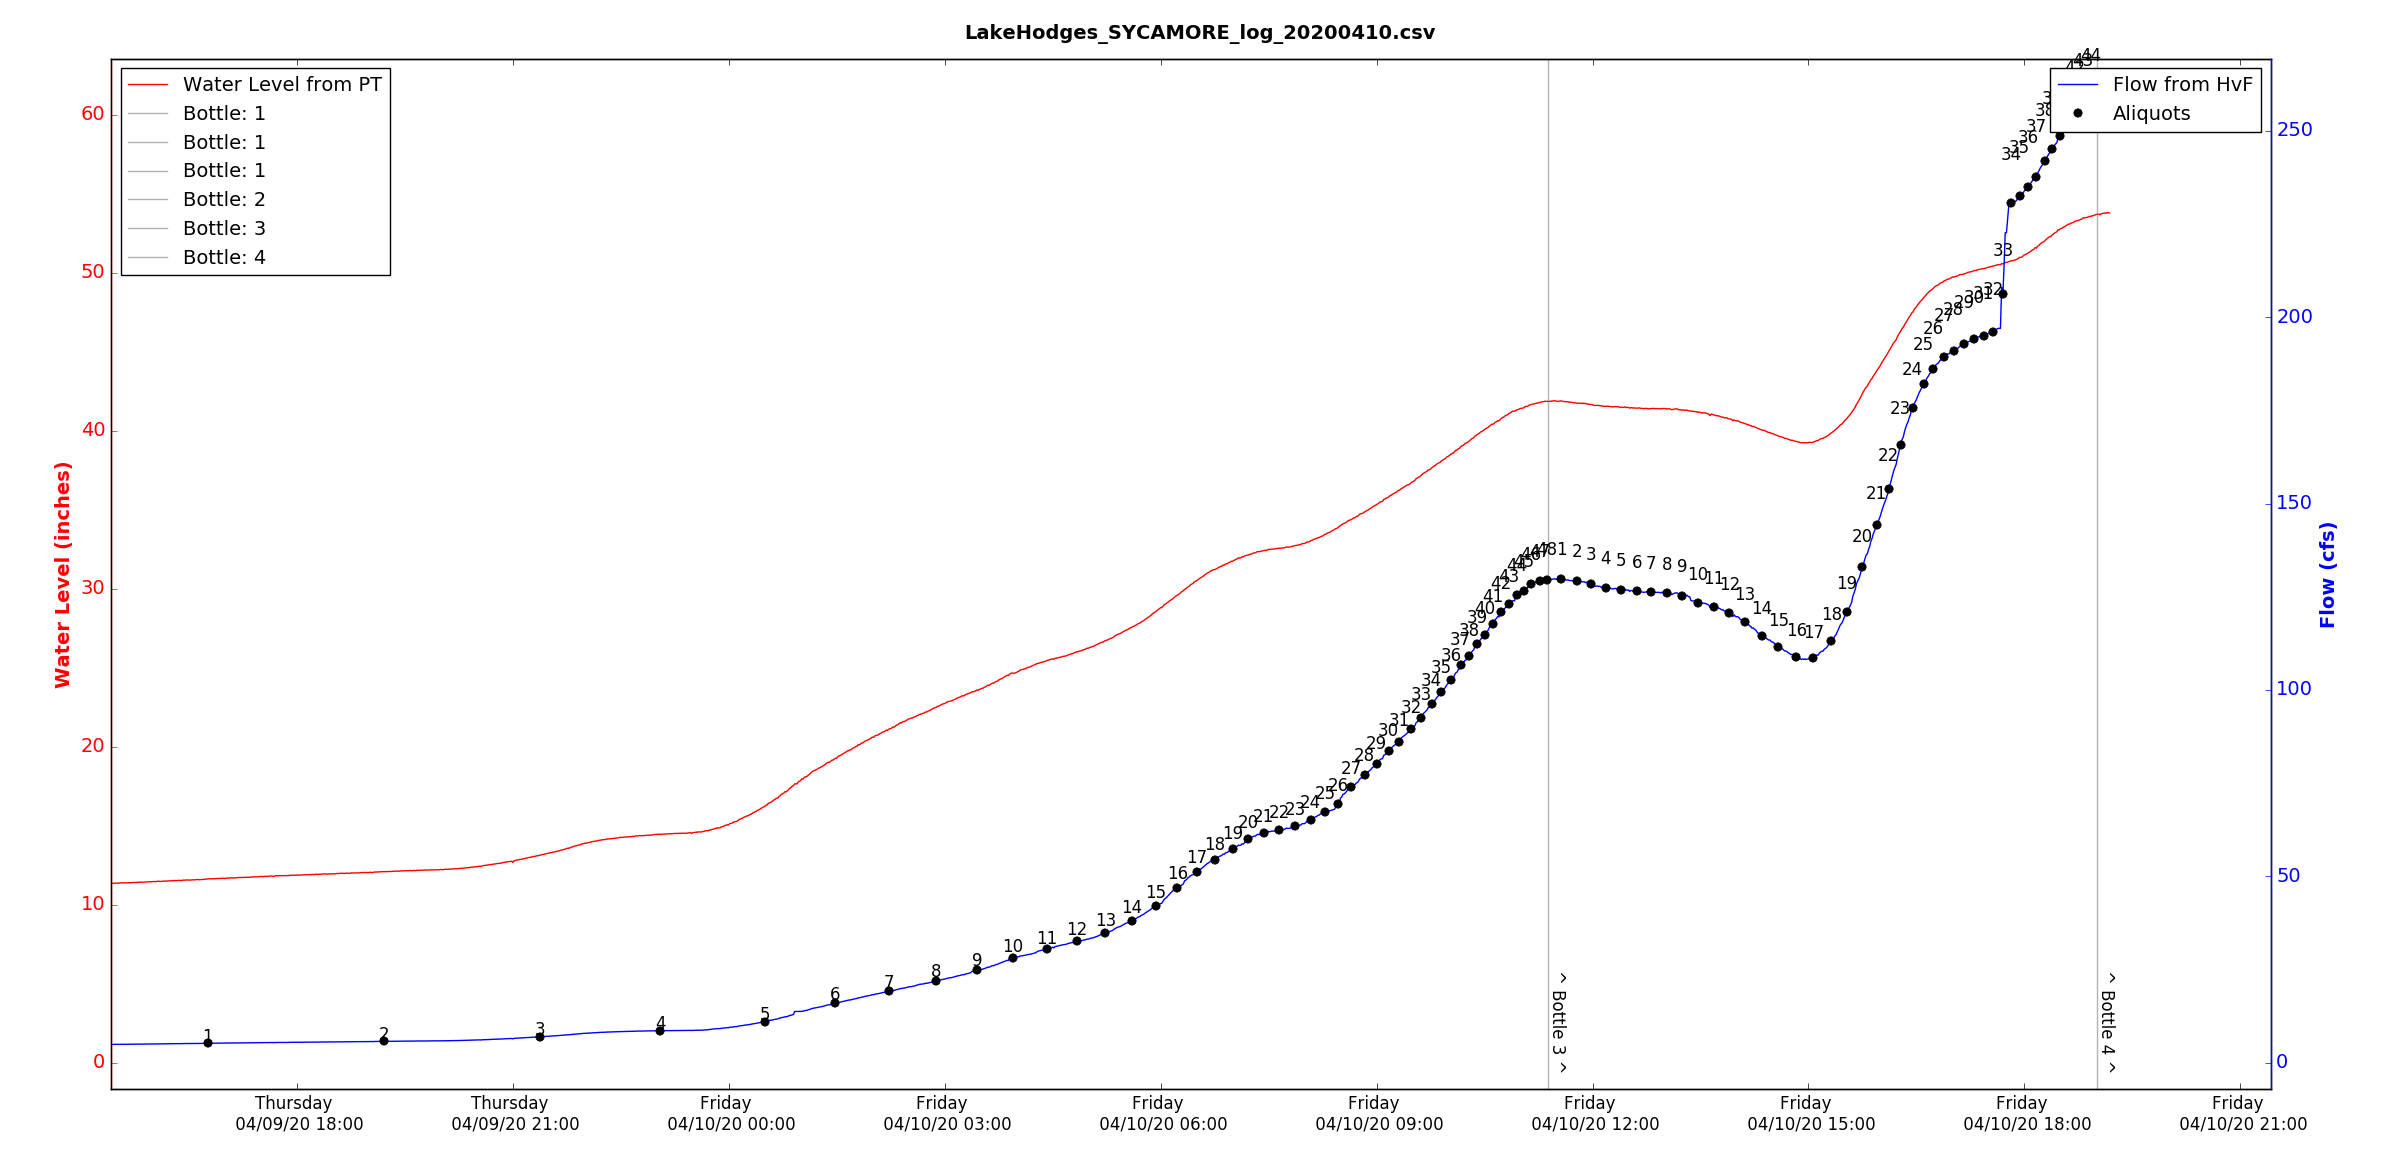 LakeHodges_SYCAMORE_log_20200410.csv
Water Level from PT
Bottle: 1
Bottle: 1
Bottle: 1
Bottle: 2
Bottle: 3
Bottle: 4
Flow from HvF
Aliquots
Water Level (inches)
60
50
40
30
20
10
0
Flow (cfs)
250
200
150
100
50
0
1 2 3 4 5 6 7 8 9 10 11 12 13 14 15 16 17 18 19 20 21 22 23 24 25 26 27 28 29 30 31 32 33 34 35 36 37 38 39 40 41 42 43 44 45 46 47 48
1 2 3 4 5 6 7 8 9 10 11 12 13 14 15 16 17 18 19 20 21 22 23 24 25 26 27 28 29 30 31 32 33 34 35 36 37 38 43 44
^ Bottle 3 ^
^ Bottle 4 ^
Thursday
04/09/20 18:00
Thursday
04/09/20 21:00
Friday
04/10/20 00:00
Friday
04/10/20 03:00
Friday
04/10/20 06:00
Friday
04/10/20 09:00
Friday
04/10/20 12:00
Friday
04/10/20 15:00
Friday
04/10/20 18:00
Friday
04/10/20 21:00